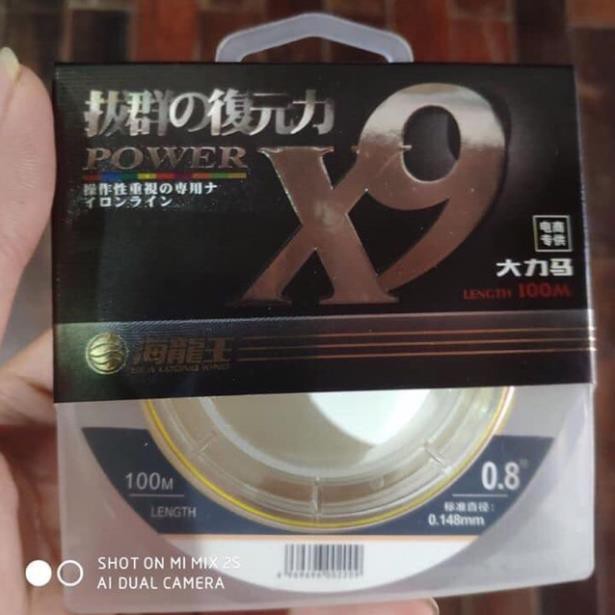 抜群の復元力
POWER
X9
操作性重視の専用ナ
イロンライン
电商
专供
大力马
LENGTH 100M
海龍王
SEA LOONG KING
100M
LENGTH
0.8
标准直径:
0.148mm
SHOT ON MI MIX 2S
AI DUAL CAMERA